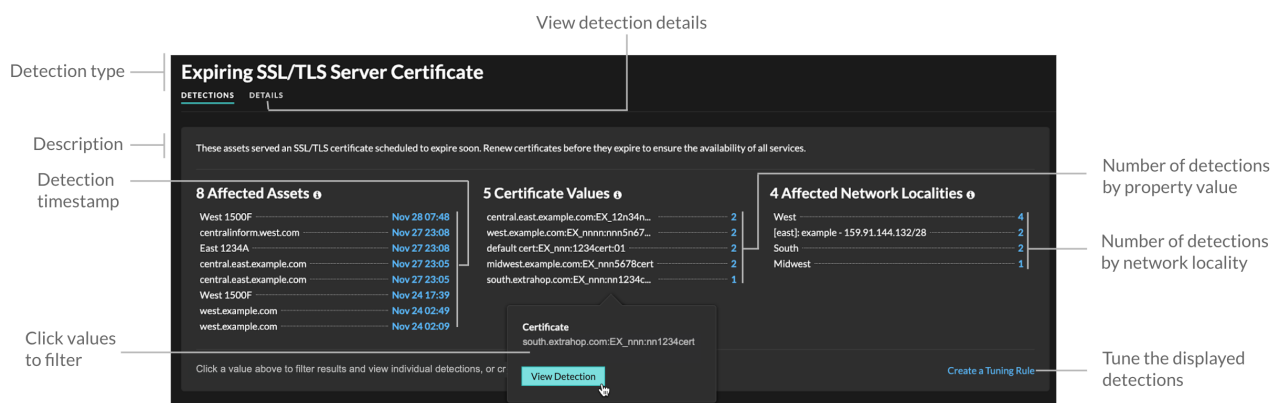 View detection details
Detection type
Expiring SSL/TLS Server Certificate
DETECTIONS DETAILS
Description
These assets served an SSL/TLS certificate scheduled to expire soon. Renew certificates before they expire to ensure the availability of all services.
Detection
timestamp
8 Affected Assets
West 1500F Nov 28 07:48
centralinform.west.com Nov 27 23:08
East 1234A Nov 27 23:08
central.east.example.com Nov 27 23:05
central.east.example.com Nov 27 23:05
West 1500F Nov 24 17:39
west.example.com Nov 24 02:49
west.example.com Nov 24 02:09
5 Certificate Values
central.east.example.com:EX_12n34n... 2
west.example.com:EX_nnnn:nnn5n67... 2
default cert:EX_nnn:1234cert:01 2
midwest.example.com:EX_nnn5678cert 2
south.extrahop.com:EX_nnn:nn1234c... 1
4 Affected Network Localities
West 4
[east]: example - 159.91.144.132/28 2
South 2
Midwest 1
Number of detections
by property value
Number of detections
by network locality
Click values
to filter
Certificate
south.extrahop.com:EX_nnn:nn1234cert
View Detection
Click a value above to filter results and view individual detections, or cr
Create a Tuning Rule
Tune the displayed
detections